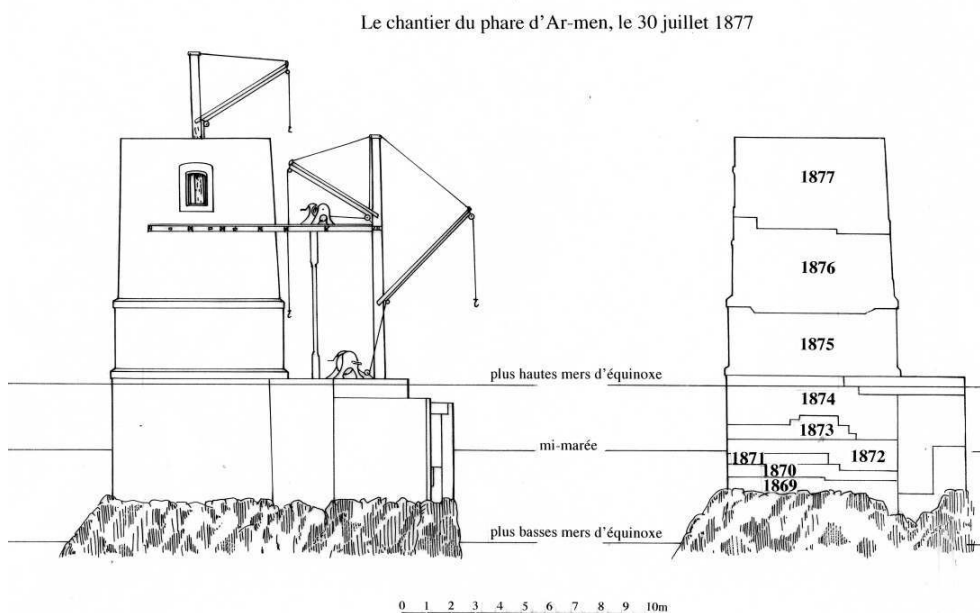 Le chantier du phare d'Ar-men, le 30 juillet 1877
1877
1876
1875
plus hautes mers d'équinoxe
1874
1873
mi-marée
1871
1872
1870
1869
plus basses mers d'équinoxe
0 1 2 3 4 5 6 7 8 9 10m